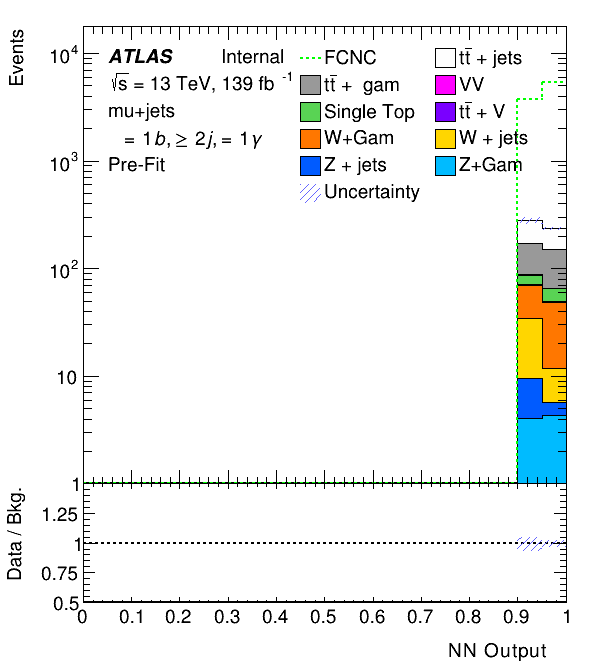 Events
10^4
10^3
10^2
10
1
ATLAS Internal
√s = 13 TeV, 139 fb^-1
mu+jets
= 1b, ≥ 2j, = 1γ
Pre-Fit
FCNC
tt̄ + jets
tt̄ + gam
VV
Single Top
tt̄ + V
W+Gam
W + jets
Z + jets
Z+Gam
Uncertainty
Data / Bkg.
1.25
1
0.75
0.5
0 0.1 0.2 0.3 0.4 0.5 0.6 0.7 0.8 0.9 1
NN Output